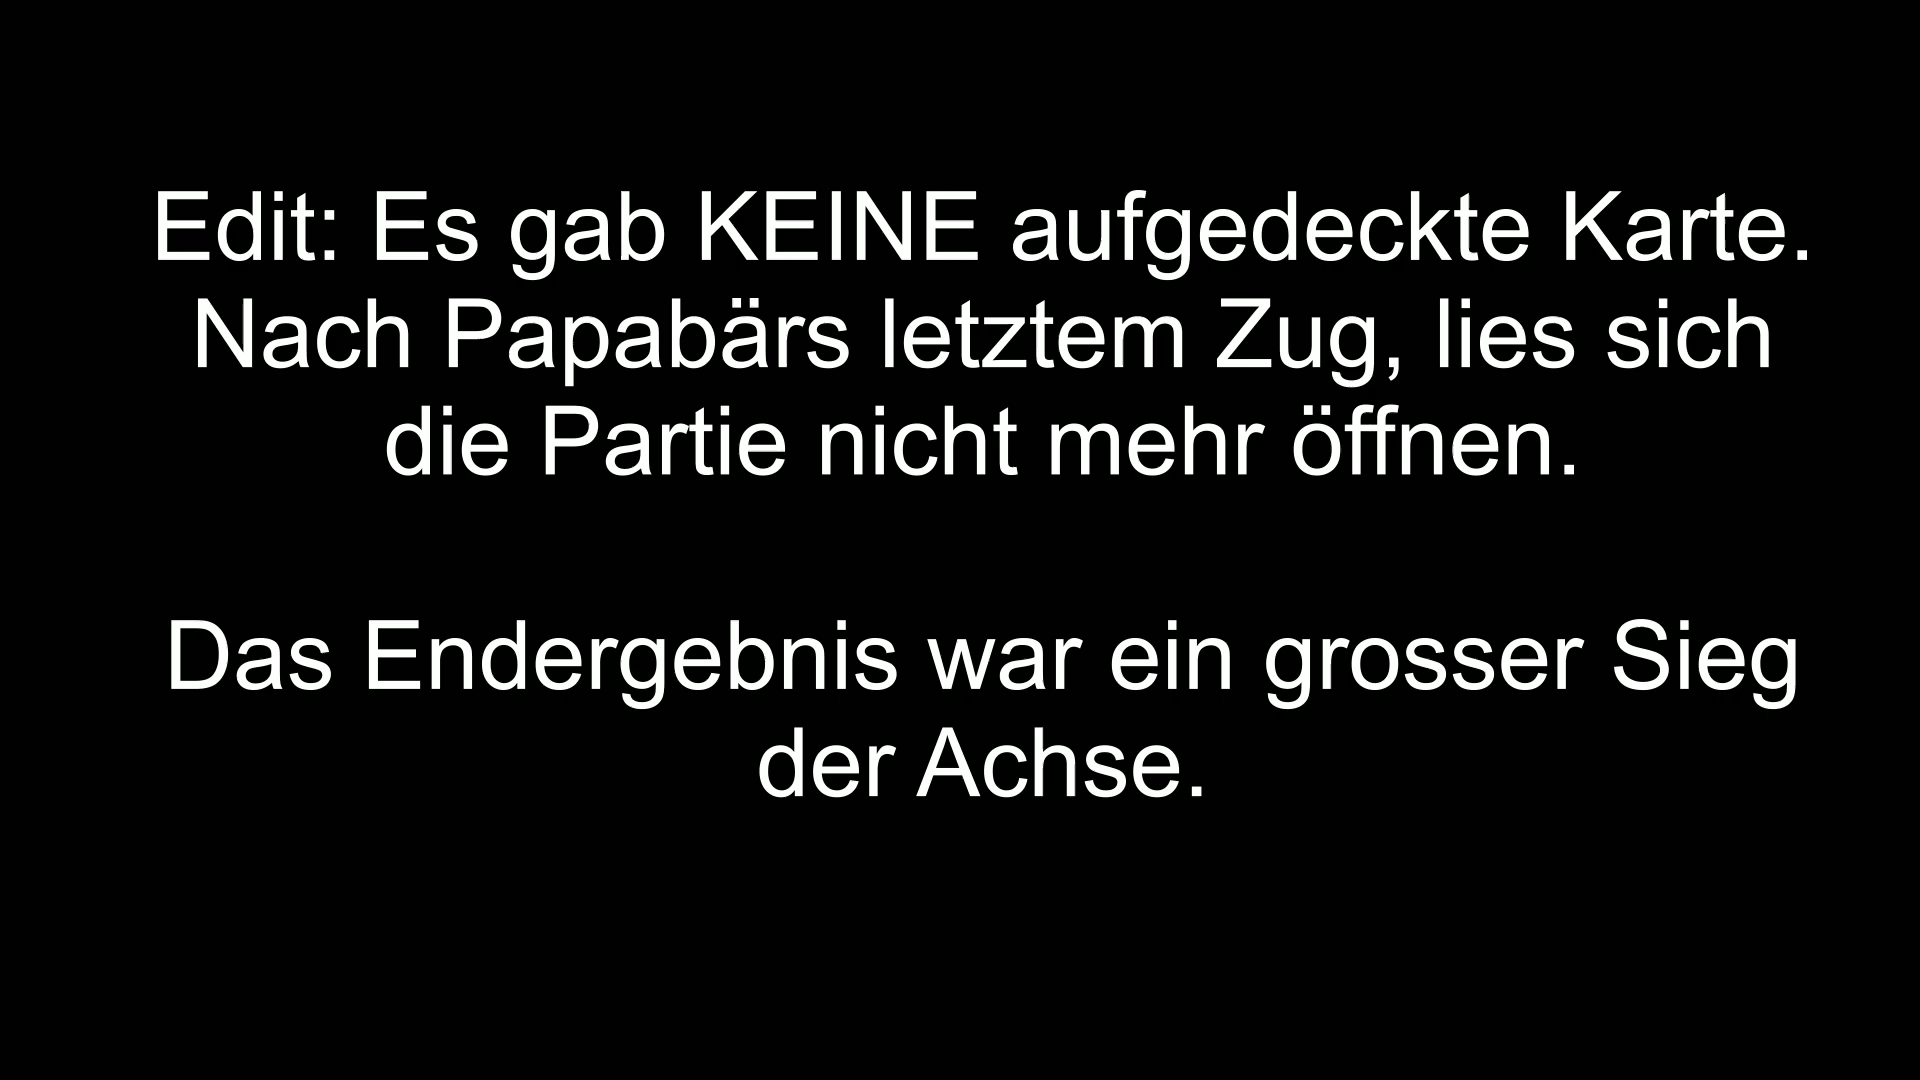 Edit: Es gab KEINE aufgedeckte Karte.
Nach Papabärs letztem Zug, lies sich
die Partie nicht mehr öffnen.
Das Endergebnis war ein grosser Sieg
der Achse.